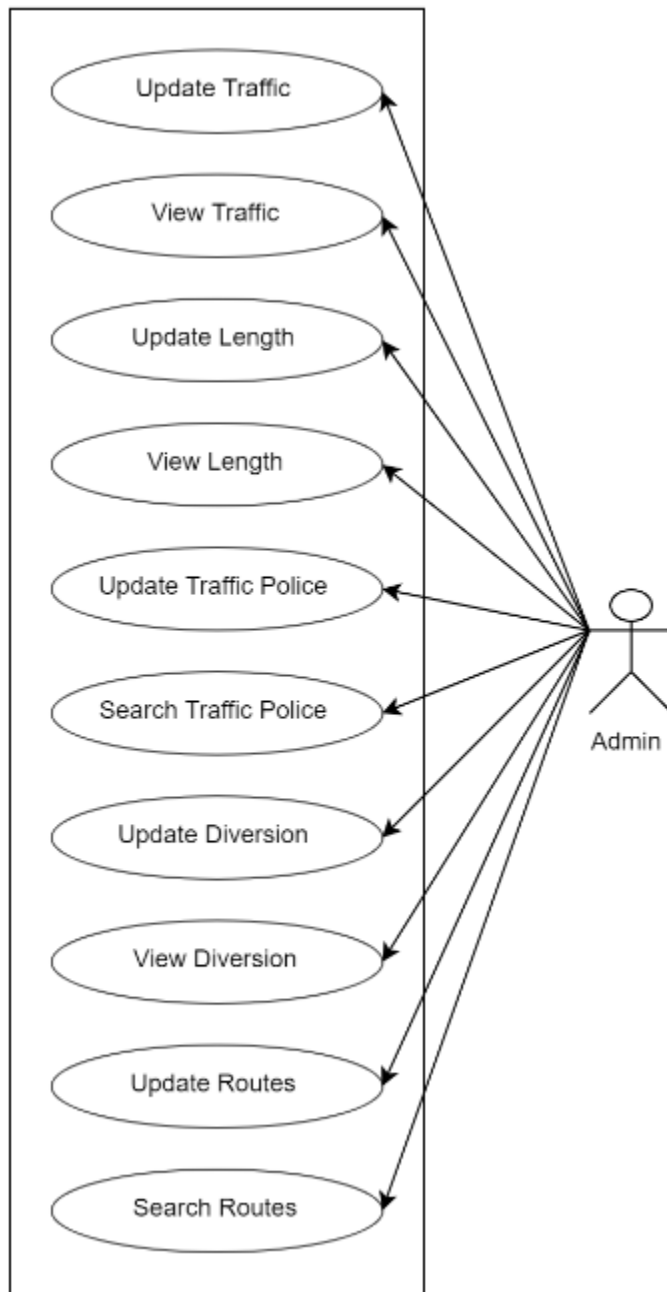 Update Traffic
View Traffic
Update Length
View Length
Update Traffic Police
Search Traffic Police
Admin
Update Diversion
View Diversion
Update Routes
Search Routes